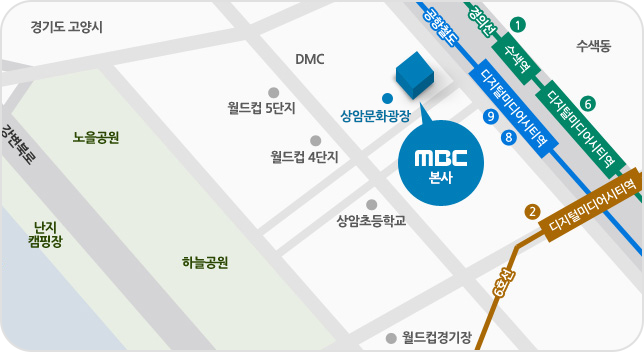 경기도 고양시
공항철도
경의선
1
수색역
수색동
DMC
월드컵 5단지
상암문화광장
디지털미디어시티역
6
디지털미디어시티역
9
8
강변북로
노을공원
월드컵 4단지
MBC
본사
상암초등학교
2
디지털미디어시티역
난지
캠핑장
하늘공원
6호선
월드컵경기장